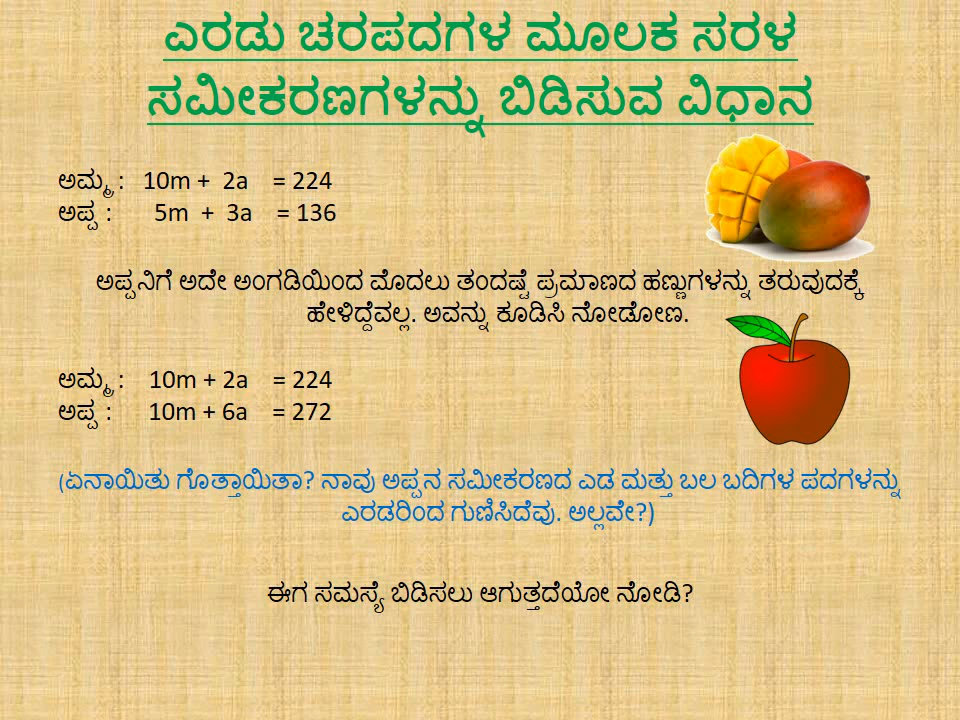 ಎರಡು ಚರಪದಗಳ ಮೂಲಕ ಸರಳ
ಸಮೀಕರಣಗಳನ್ನು ಬಿಡಿಸುವ ವಿಧಾನ
ಅಮ್ಮ : 10m + 2a = 224
ಅಪ್ಪ : 5m + 3a = 136
ಅಪ್ಪನಿಗೆ ಅದೇ ಅಂಗಡಿಯಿಂದ ಮೊದಲು ತಂದಷ್ಟೆ ಪ್ರಮಾಣದ ಹಣ್ಣುಗಳನ್ನು ತರುವುದಕ್ಕೆ
ಹೇಳಿದ್ದೆವಲ್ಲ. ಅವನ್ನು ಕೂಡಿಸಿ ನೋಡೋಣ.
ಅಮ್ಮ : 10m + 2a = 224
ಅಪ್ಪ : 10m + 6a = 272
(ಏನಾಯಿತು ಗೊತ್ತಾಯಿತಾ? ನಾವು ಅಪ್ಪನ ಸಮೀಕರಣದ ಎಡ ಮತ್ತು ಬಲ ಬದಿಗಳ ಪದಗಳನ್ನು
ಎರಡರಿಂದ ಗುಣಿಸಿದೆವು. ಅಲ್ಲವೇ?)
ಈಗ ಸಮಸ್ಯೆ ಬಿಡಿಸಲು ಆಗುತ್ತದೆಯೋ ನೋಡಿ?